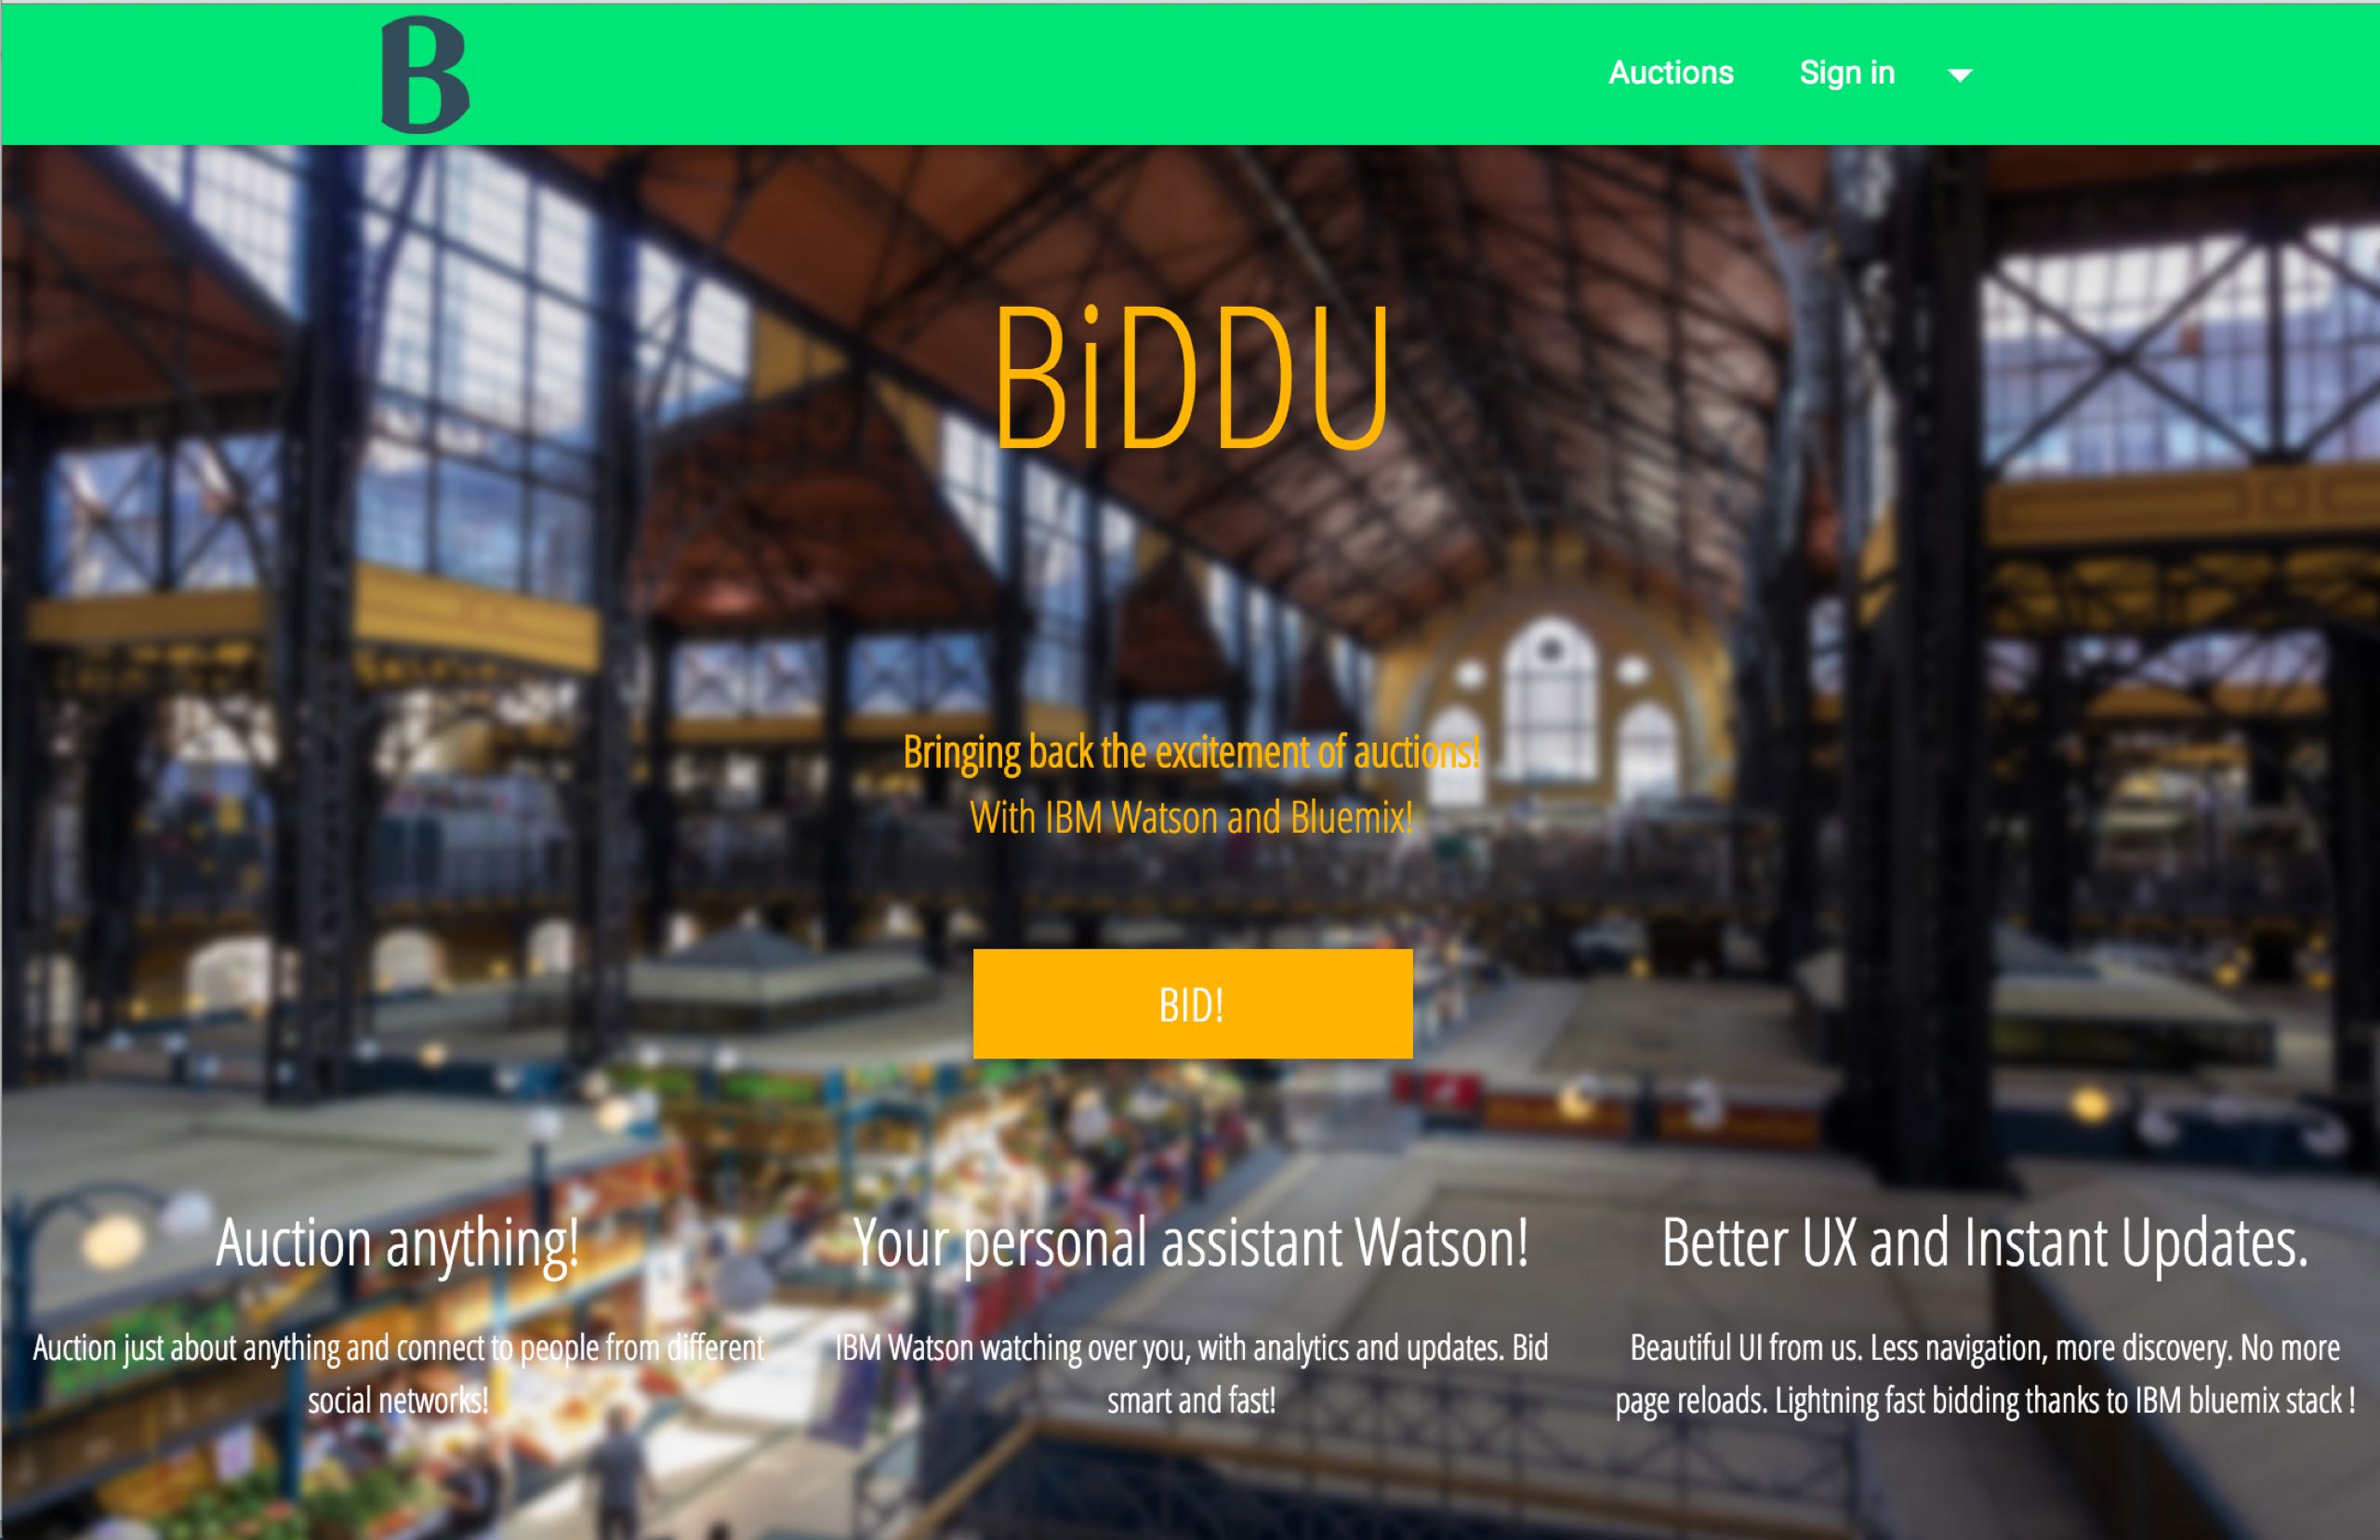 B
Auctions Sign in
BiDDU
Bringing back the excitement of auctions!
With IBM Watson and Bluemix!
BID!
Auction anything!
Auction just about anything and connect to people from different
social networks!
Your personal assistant Watson!
IBM Watson watching over you, with analytics and updates. Bid
smart and fast!
Better UX and Instant Updates.
Beautiful UI from us. Less navigation, more discovery. No more
page reloads. Lightning fast bidding thanks to IBM bluemix stack !